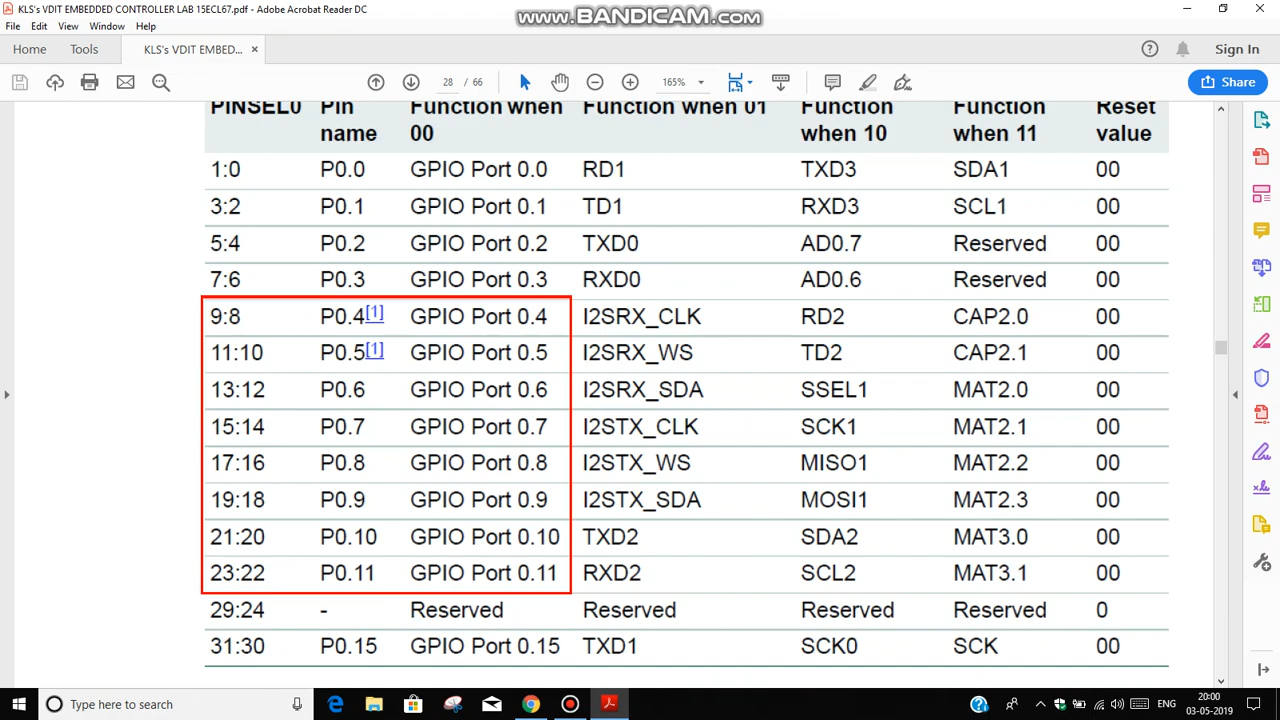 KLS's VDIT EMBEDDED CONTROLLER LAB 15ECL67.pdf - Adobe Acrobat Reader DC
www.BANDICAM.com
File Edit View Window Help
Home Tools KLS's VDIT EMBED... × Sign In
28 / 66 165% Share
PINSEL0 Pin name Function when 00 Function when 01 Function when 10 Function when 11 Reset value
1:0 P0.0 GPIO Port 0.0 RD1 TXD3 SDA1 00
3:2 P0.1 GPIO Port 0.1 TD1 RXD3 SCL1 00
5:4 P0.2 GPIO Port 0.2 TXD0 AD0.7 Reserved 00
7:6 P0.3 GPIO Port 0.3 RXD0 AD0.6 Reserved 00
9:8 P0.4[1] GPIO Port 0.4 I2SRX_CLK RD2 CAP2.0 00
11:10 P0.5[1] GPIO Port 0.5 I2SRX_WS TD2 CAP2.1 00
13:12 P0.6 GPIO Port 0.6 I2SRX_SDA SSEL1 MAT2.0 00
15:14 P0.7 GPIO Port 0.7 I2STX_CLK SCK1 MAT2.1 00
17:16 P0.8 GPIO Port 0.8 I2STX_WS MISO1 MAT2.2 00
19:18 P0.9 GPIO Port 0.9 I2STX_SDA MOSI1 MAT2.3 00
21:20 P0.10 GPIO Port 0.10 TXD2 SDA2 MAT3.0 00
23:22 P0.11 GPIO Port 0.11 RXD2 SCL2 MAT3.1 00
29:24 - Reserved Reserved Reserved Reserved 0
31:30 P0.15 GPIO Port 0.15 TXD1 SCK0 SCK 00
Type here to search ENG 20:00
03-05-2019